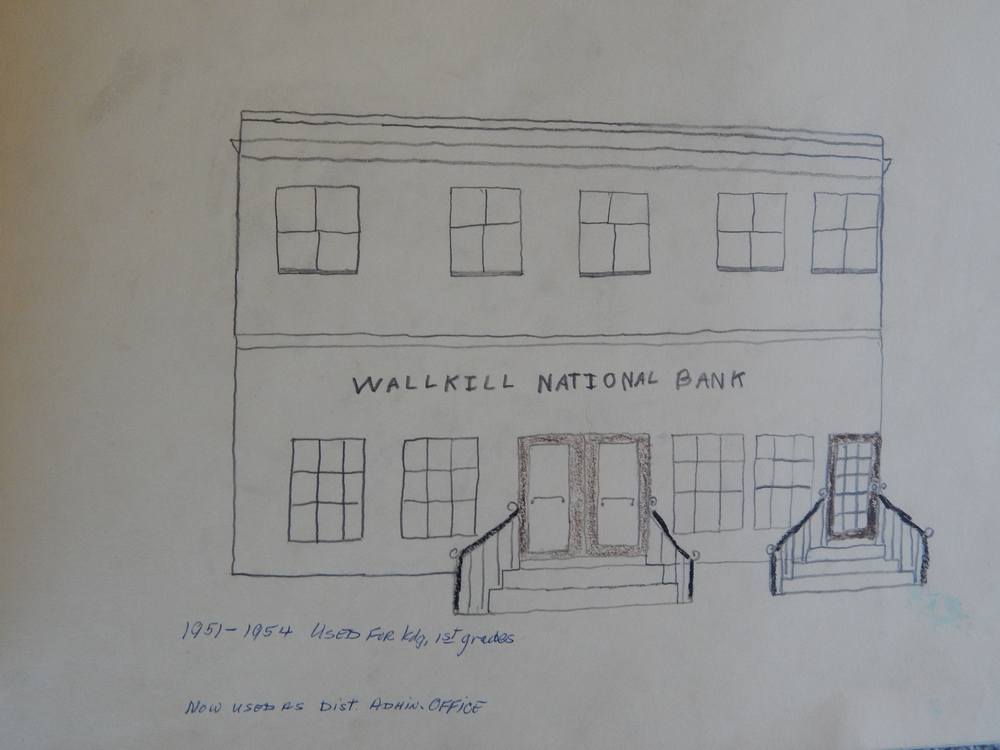 WALLKILL NATIONAL BANK
1951-1954 USED FOR kdg, 1st grades
NOW USED AS Dist. ADMIN. OFFICE